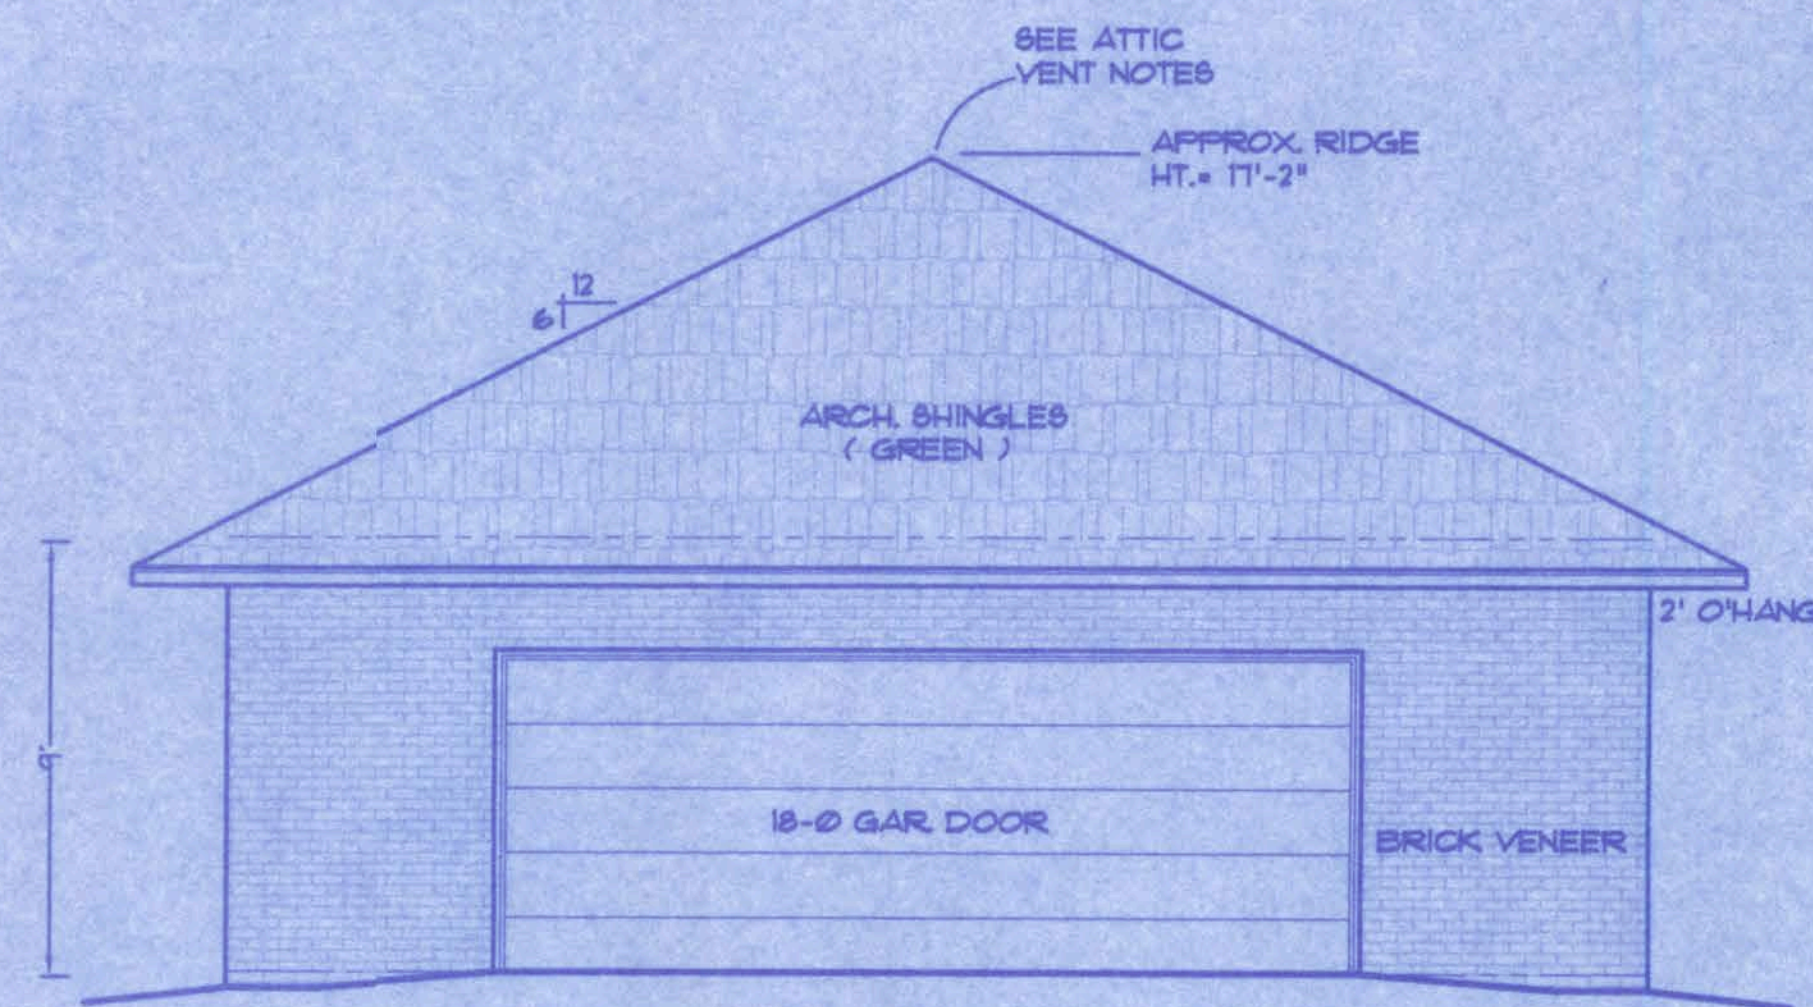 SEE ATTIC
VENT NOTES
APPROX. RIDGE
HT.= 17'-2"
12
6
ARCH. SHINGLES
( GREEN )
2' O'HANG
9'
18-0 GAR. DOOR
BRICK VENEER